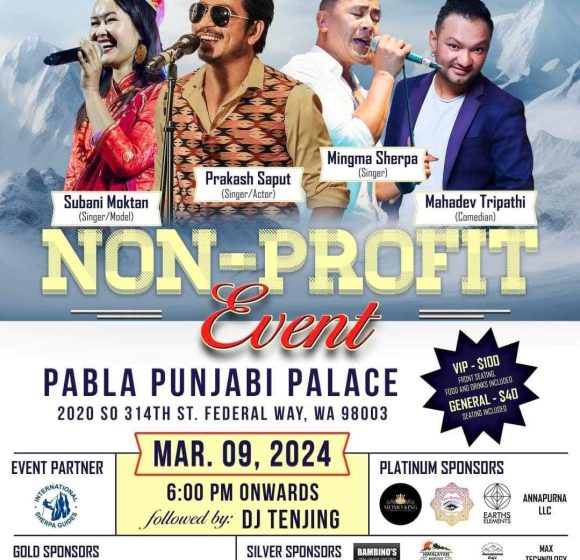 Subani Moktan
(Singer/Model)
Prakash Saput
(Singer/Actor)
Mingma Sherpa
(Singer)
Mahadev Tripathi
(Comedian)
NON-PROFIT
Event
PABLA PUNJABI PALACE
2020 SO 314TH ST. FEDERAL WAY, WA 98003
VIP - $100
FRONT SEATING,
FOOD AND DRINKS INCLUDED
GENERAL - $40
SEATING INCLUDED
MAR. 09, 2024
6:00 PM ONWARDS
followed by: DJ TENJING
EVENT PARTNER
INTERNATIONAL
SHERPA GUIDES
PLATINUM SPONSORS
MOMO KING
EARTHS
ELEMENTS
ANNAPURNA
LLC
GOLD SPONSORS
SILVER SPONSORS
BAMBINO'S
HIMALAYAN
MAX
TECHNOLOGY